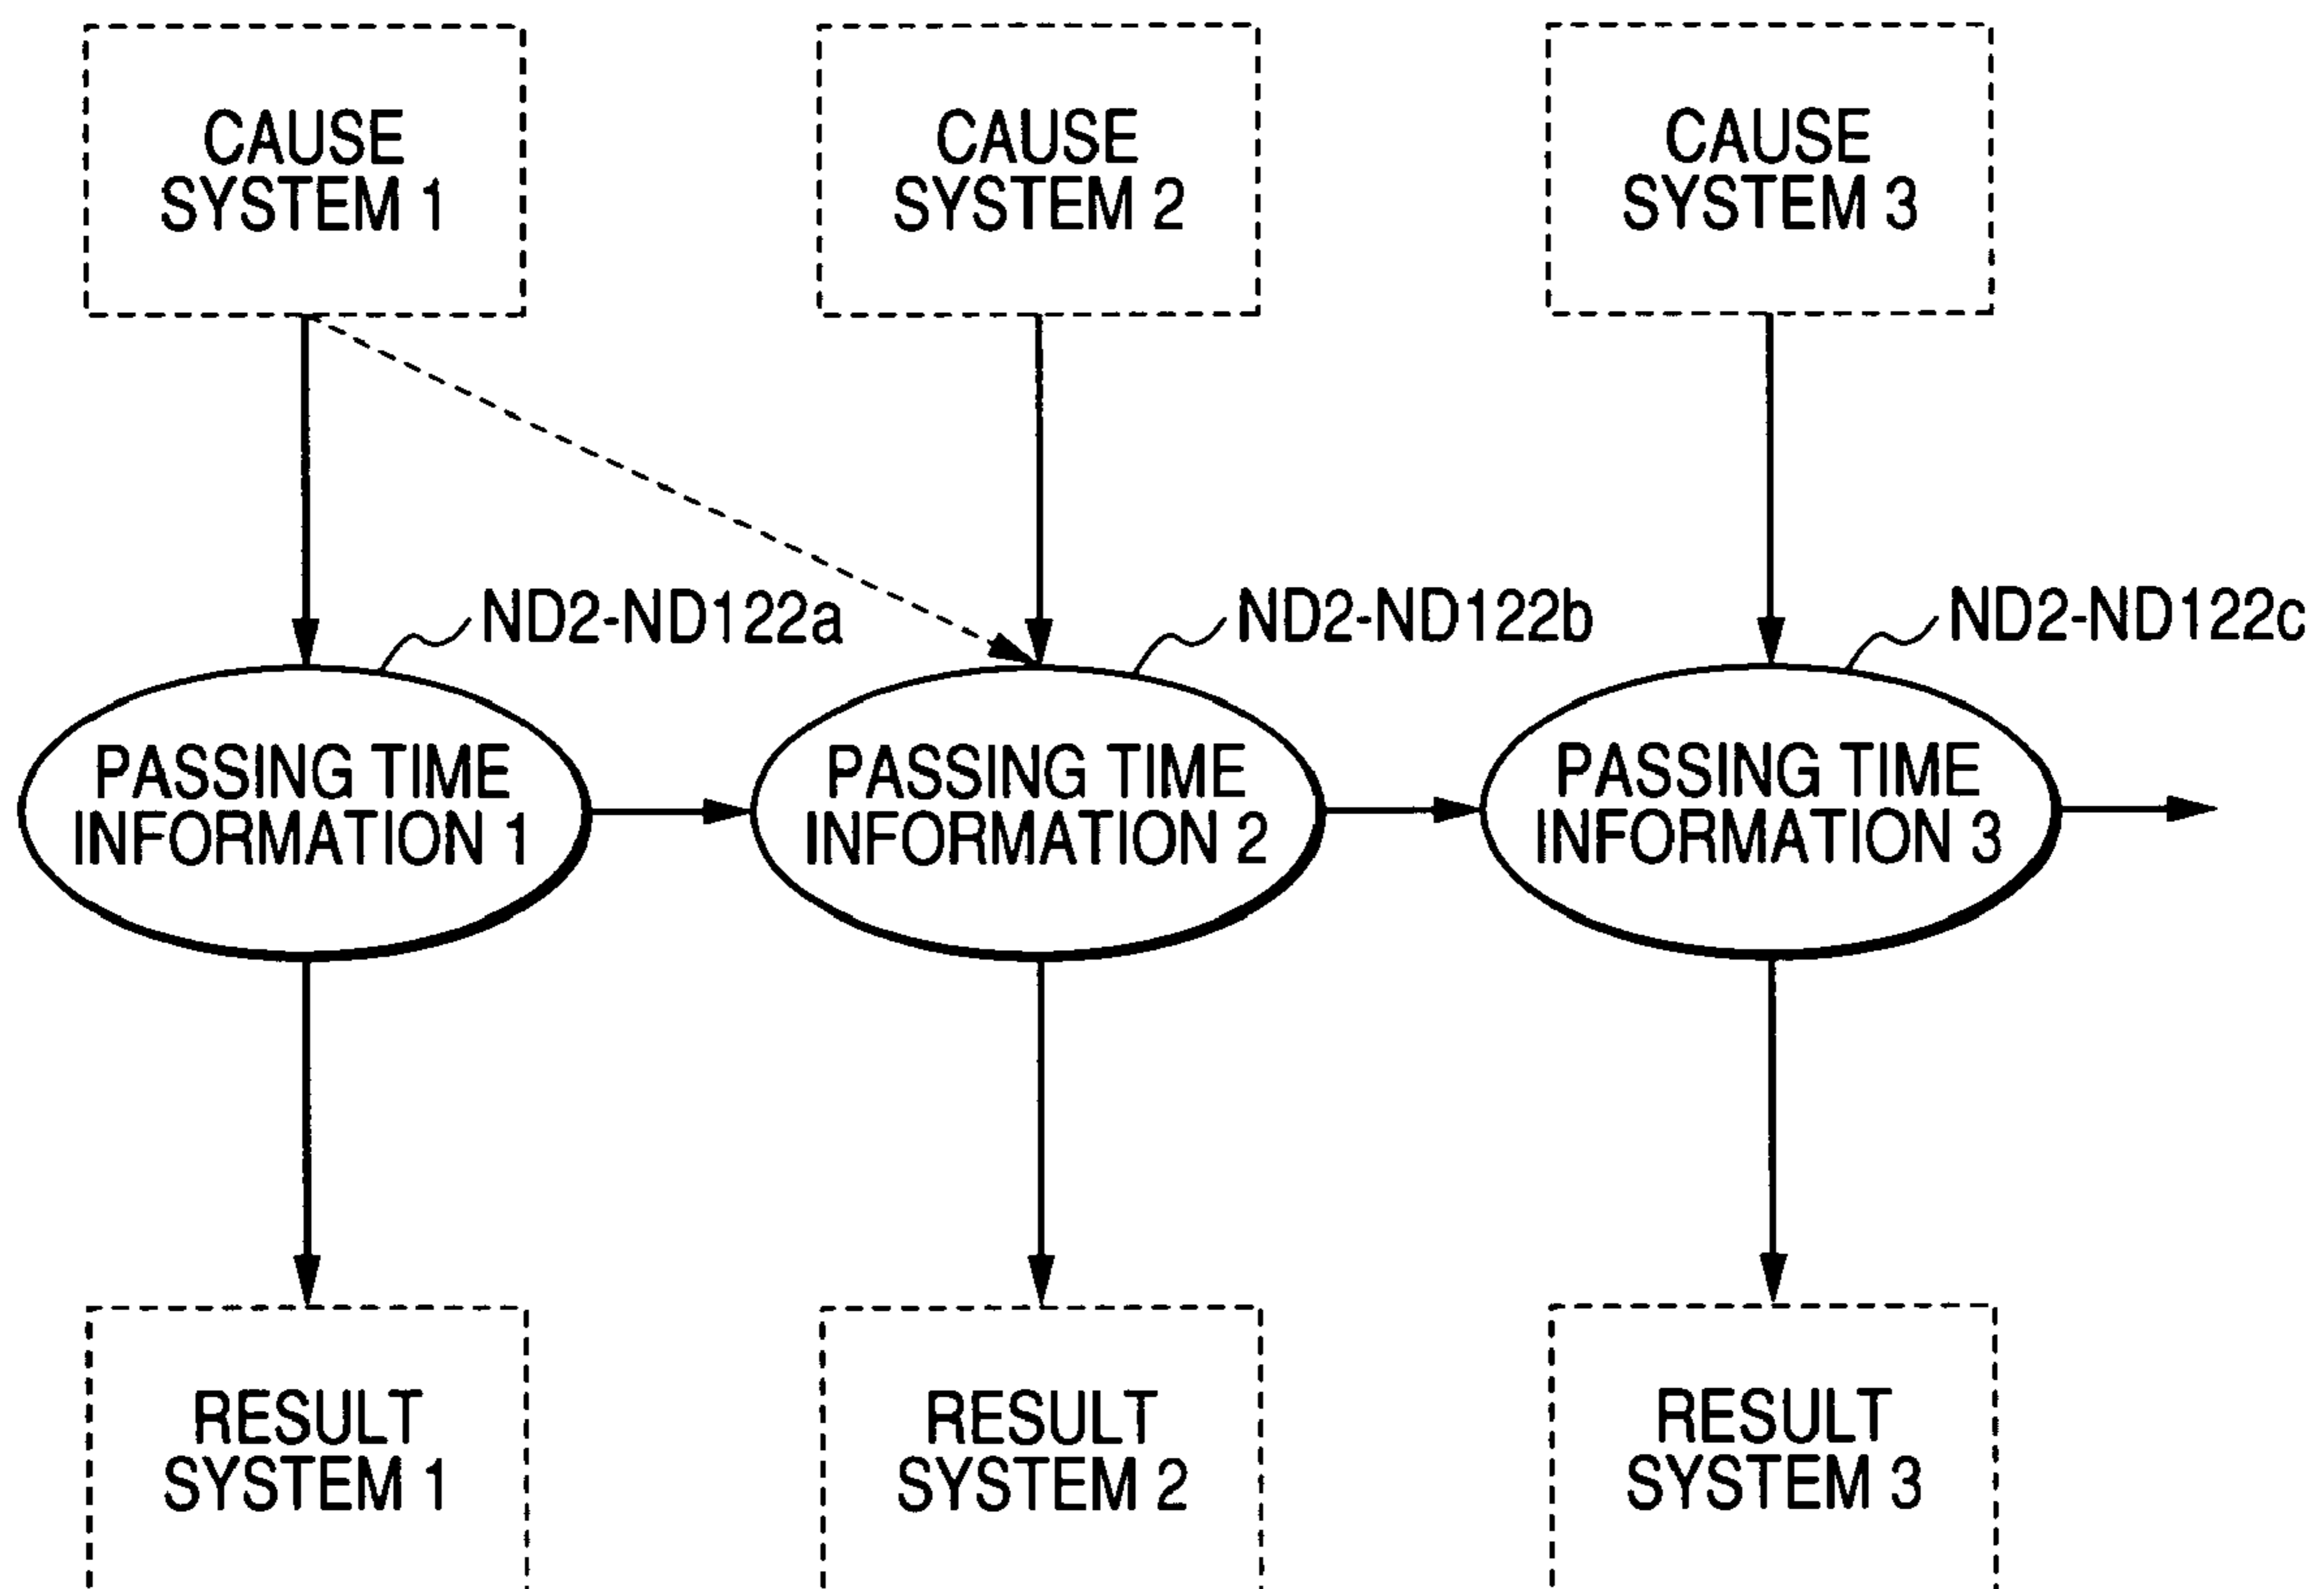 CAUSE
SYSTEM 1
CAUSE
SYSTEM 2
CAUSE
SYSTEM 3
ND2-ND122a
ND2-ND122b
ND2-ND122c
PASSING TIME
INFORMATION 1
PASSING TIME
INFORMATION 2
PASSING TIME
INFORMATION 3
RESULT
SYSTEM 1
RESULT
SYSTEM 2
RESULT
SYSTEM 3